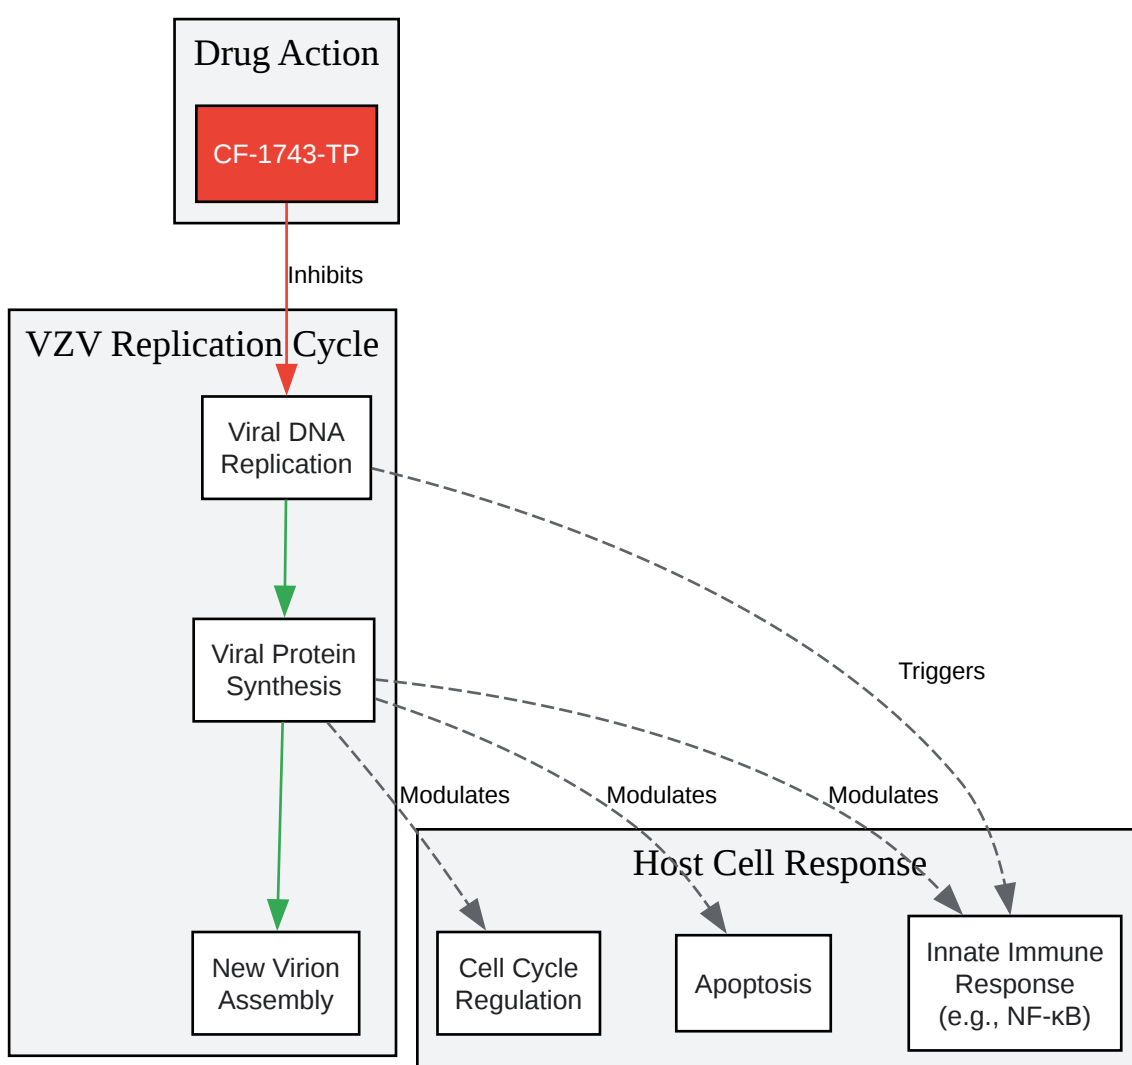 Drug Action
CF-1743-TP
Inhibits
VZV Replication Cycle
Viral DNA
Replication
Viral Protein
Synthesis
Triggers
Modulates
Modulates
Modulates
Host Cell Response
New Virion
Assembly
Cell Cycle
Regulation
Apoptosis
Innate Immune
Response
(e.g., NF-κB)